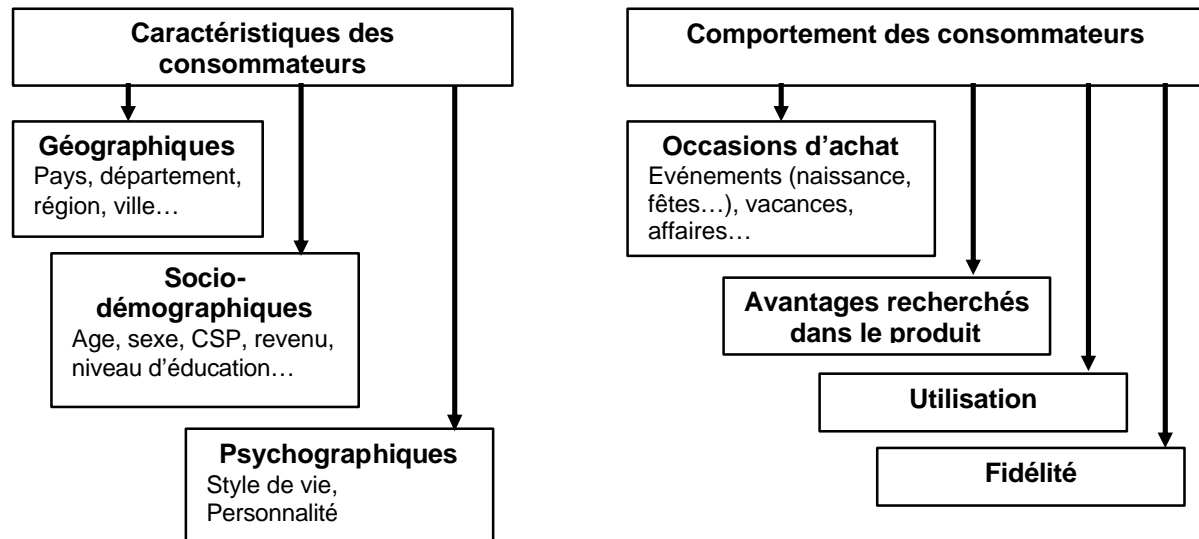 Caractéristiques des
consommateurs
Géographiques
Pays, département,
région, ville…
Socio-
démographiques
Age, sexe, CSP, revenu,
niveau d’éducation…
Psychographiques
Style de vie,
Personnalité
Comportement des consommateurs
Occasions d’achat
Evénements (naissance,
fêtes…), vacances,
affaires…
Avantages recherchés
dans le produit
Utilisation
Fidélité